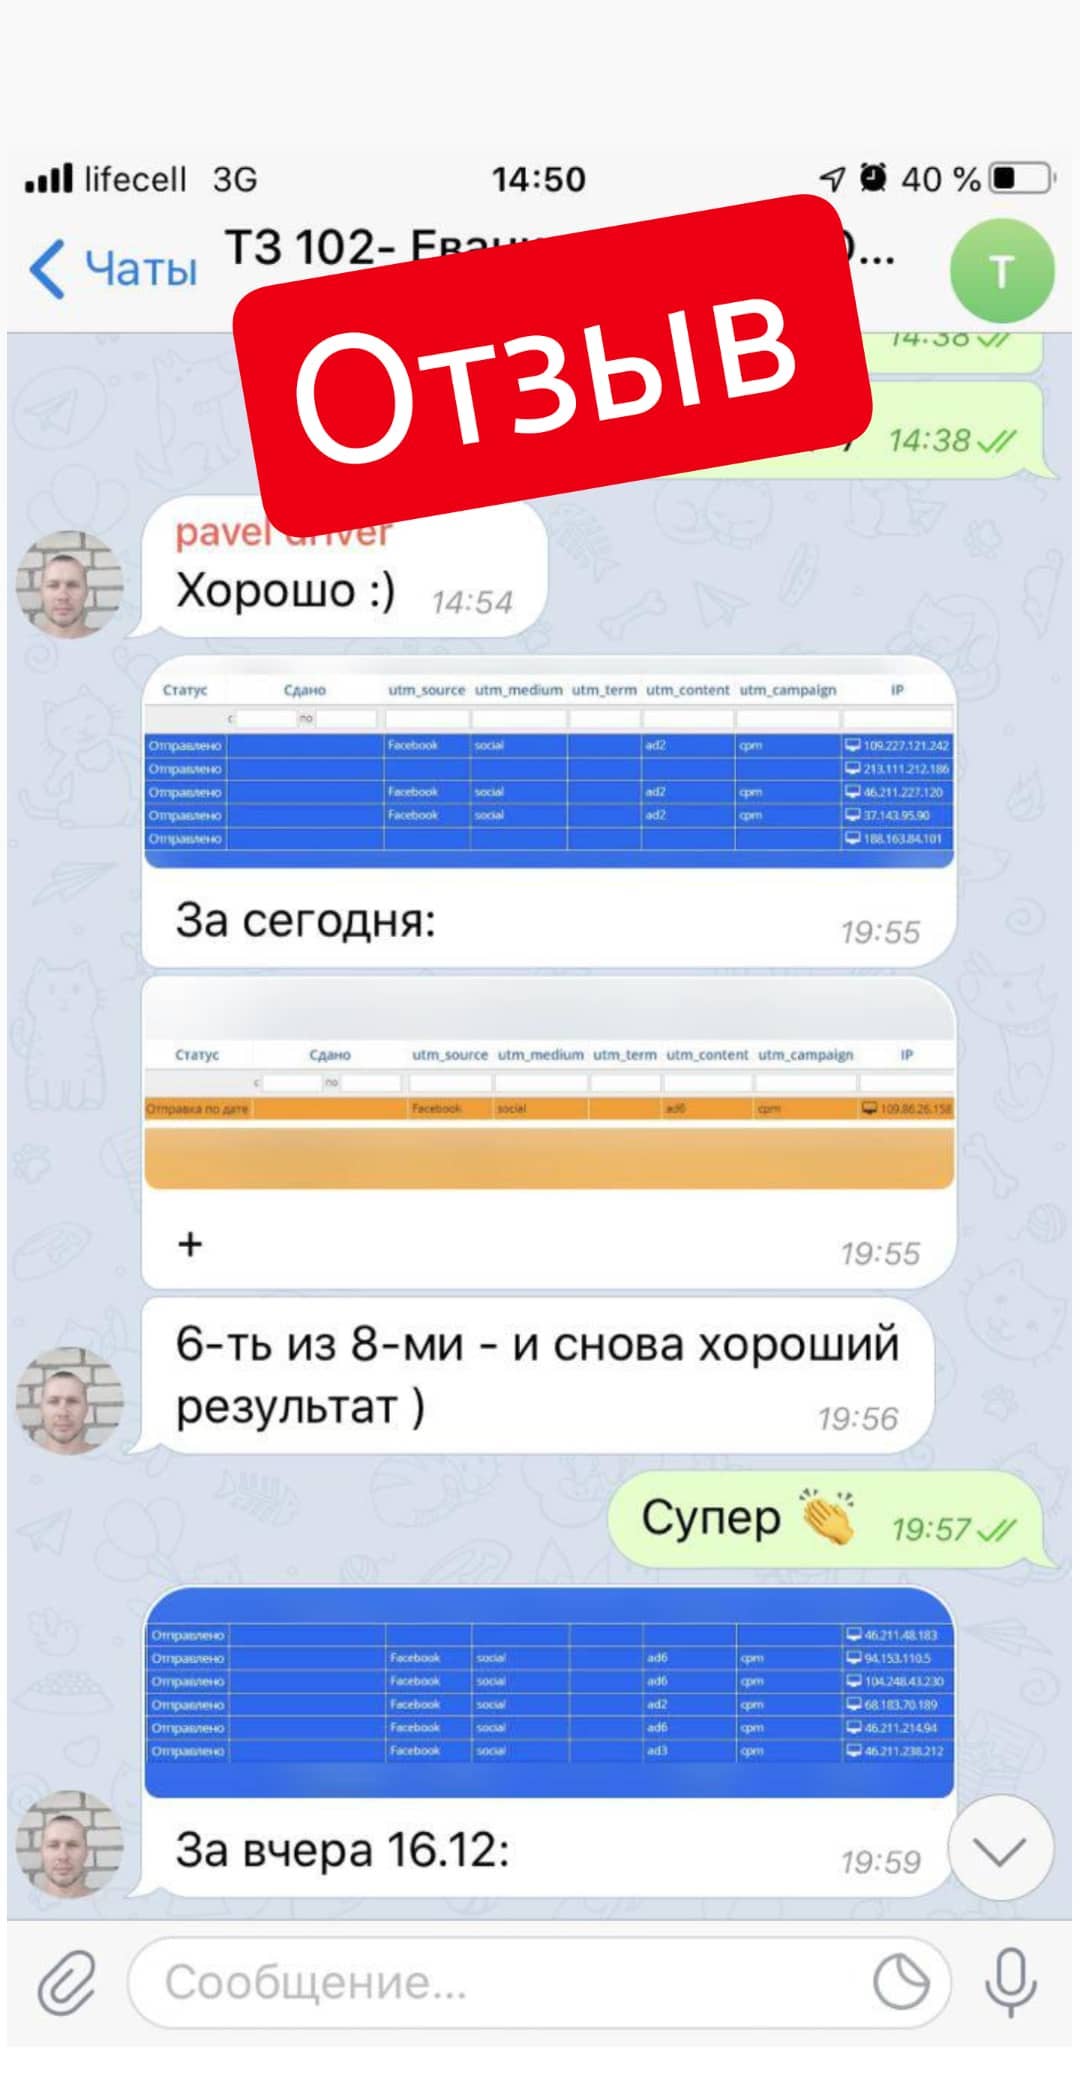 lifecell 3G 14:50 40 %
Чаты ТЗ 102- ...
Отзыв
14:38
14:38
pavel driver
Хорошо :) 14:54
Статус Сдано utm_source utm_medium utm_term utm_content utm_campaign IP
с по
Отправлено Facebook social ad2 cpm 109.227.121.242
Отправлено 213.111.212.186
Отправлено Facebook social ad2 cpm 46.211.227.120
Отправлено Facebook social ad2 cpm 37.143.95.90
Отправлено 188.163.84.101
За сегодня: 19:55
Статус Сдано utm_source utm_medium utm_term utm_content utm_campaign IP
с по
Отправка по дате Facebook social ad6 cpm 109.86.26.158
+ 19:55
6-ть из 8-ми - и снова хороший
результат ) 19:56
Супер 👏 19:57
Отправлено 46.211.48.183
Отправлено Facebook social ad6 cpm 94.153.110.5
Отправлено Facebook social ad6 cpm 104.248.43.230
Отправлено Facebook social ad2 cpm 68.183.70.189
Отправлено Facebook social ad6 cpm 46.211.214.94
Отправлено Facebook social ad3 cpm 46.211.238.212
За вчера 16.12: 19:59
Сообщение...